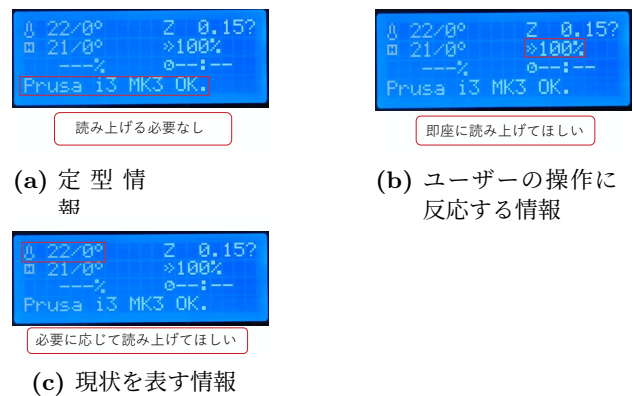 22/0° Z 0.15?
21/0° »100%
---% --:--
Prusa i3 MK3 OK.
読み上げる必要なし
(a) 定型情
報
22/0° Z 0.15?
21/0° »100%
---% --:--
Prusa i3 MK3 OK.
即座に読み上げてほしい
(b) ユーザーの操作に
反応する情報
22/0° Z 0.15?
21/0° »100%
---% --:--
Prusa i3 MK3 OK.
必要に応じて読み上げてほしい
(c) 現状を表す情報